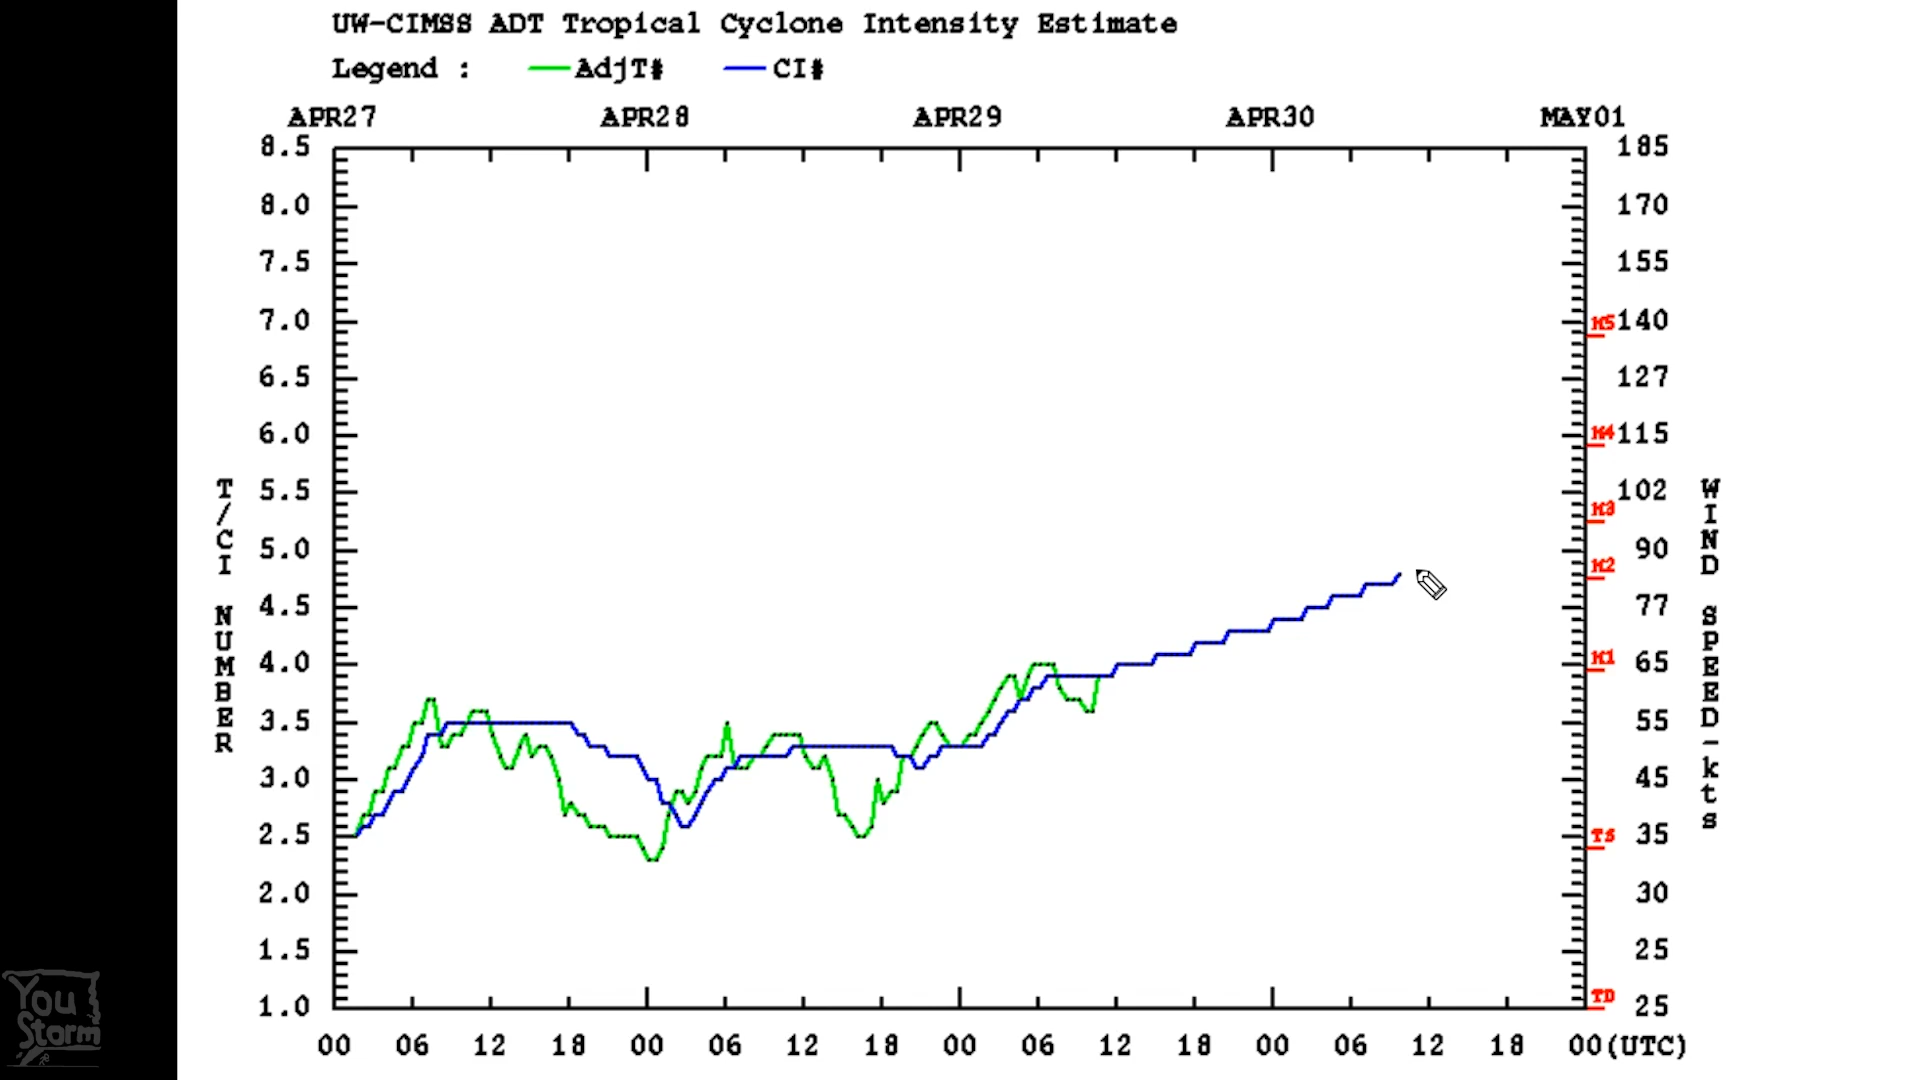 UW-CIMSS ADT Tropical Cyclone Intensity Estimate
Legend : AdjT# CI#
APR27 APR28 APR29 APR30 MAY01
8.5 185
8.0 170
7.5 155
7.0 H5 140
6.5 127
6.0 H4 115
5.5 102
H3
5.0 90
H2
4.5 77
4.0 H1 65
3.5 55
3.0 45
2.5 TS 35
2.0 30
1.5 25
1.0 TD 25
T/CI NUMBER
WIND SPEED-kts
00 06 12 18 00 06 12 18 00 06 12 18 00 06 12 18 00(UTC)
You
Storm